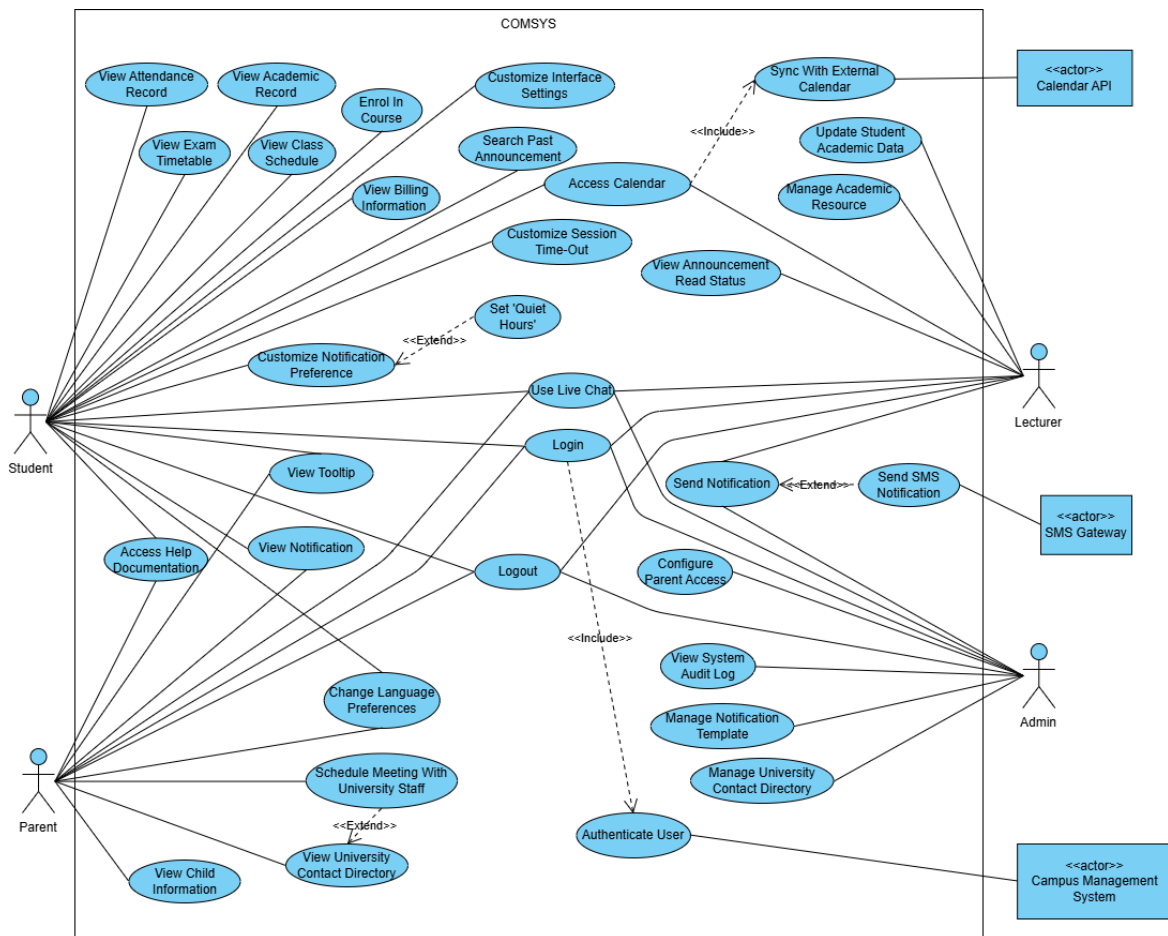 COMSYS
View Attendance
Record
View Academic
Record
Enrol In
Course
Customize Interface
Settings
Sync With External
Calendar
<<actor>>
Calendar API
View Exam
Timetable
View Class
Schedule
Search Past
Announcement
<<Include>>
Update Student
Academic Data
View Billing
Information
Access Calendar
Manage Academic
Resource
Customize Session
Time-Out
View Announcement
Read Status
Set 'Quiet
Hours'
<<Extend>>
Customize Notification
Preference
Use Live Chat
Student
Lecturer
Login
View Tooltip
Send Notification
<<Extend>>
Send SMS
Notification
<<actor>>
SMS Gateway
Access Help
Documentation
View Notification
Logout
Configure
Parent Access
<<Include>>
View System
Audit Log
Change Language
Preferences
Admin
Manage Notification
Template
Schedule Meeting With
University Staff
Manage University
Contact Directory
Parent
<<Extend>>
Authenticate User
View University
Contact Directory
View Child
Information
<<actor>>
Campus Management
System